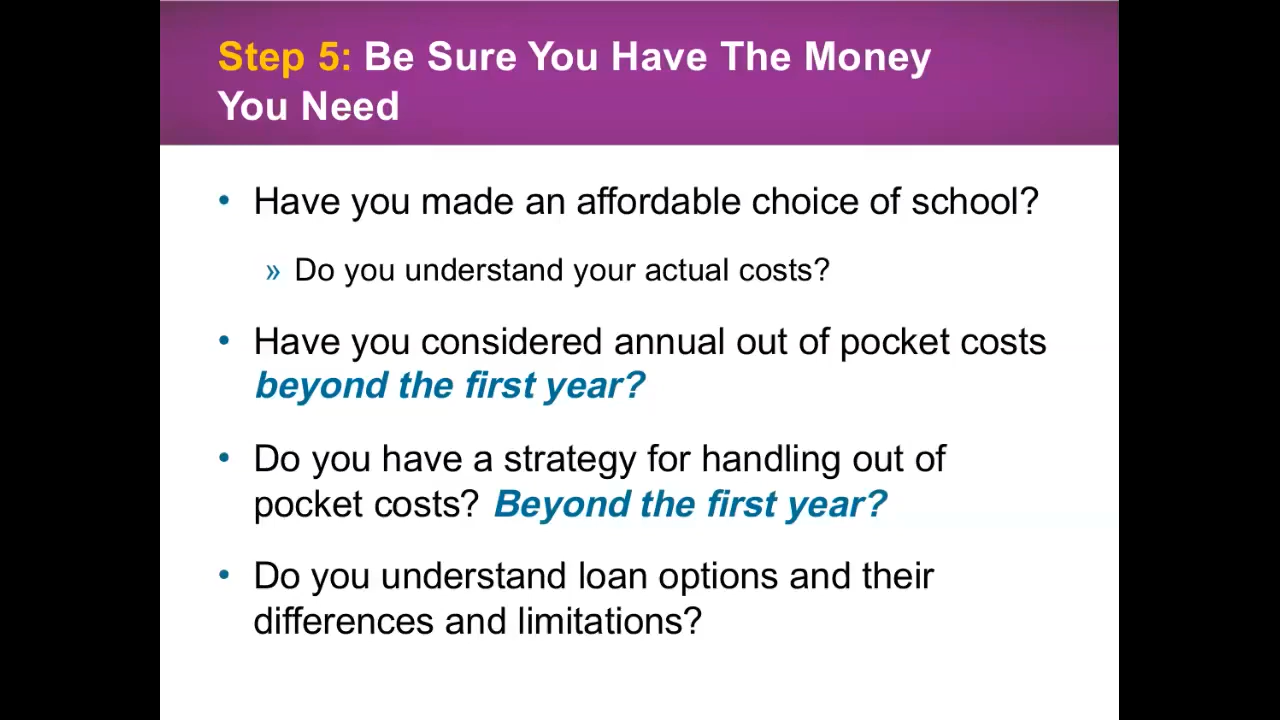 Step 5: Be Sure You Have The Money
You Need
• Have you made an affordable choice of school?
» Do you understand your actual costs?
• Have you considered annual out of pocket costs
beyond the first year?
• Do you have a strategy for handling out of
pocket costs? Beyond the first year?
• Do you understand loan options and their
differences and limitations?